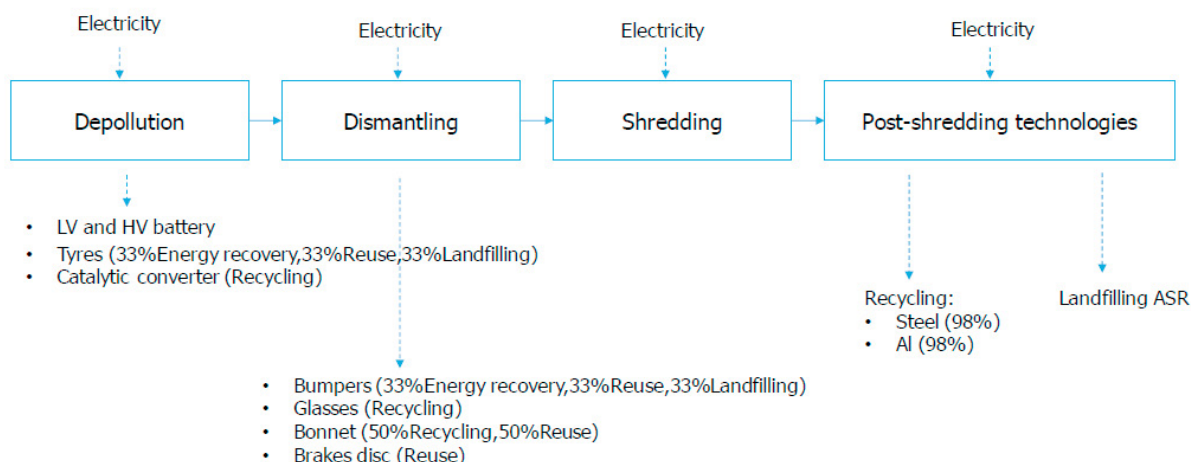 Electricity
Electricity
Electricity
Electricity
Depollution
Dismantling
Shredding
Post-shredding technologies
• LV and HV battery
• Tyres (33%Energy recovery,33%Reuse,33%Landfilling)
• Catalytic converter (Recycling)
Recycling:
• Steel (98%)
• Al (98%)
Landfilling ASR
• Bumpers (33%Energy recovery,33%Reuse,33%Landfilling)
• Glasses (Recycling)
• Bonnet (50%Recycling,50%Reuse)
• Brakes disc (Reuse)